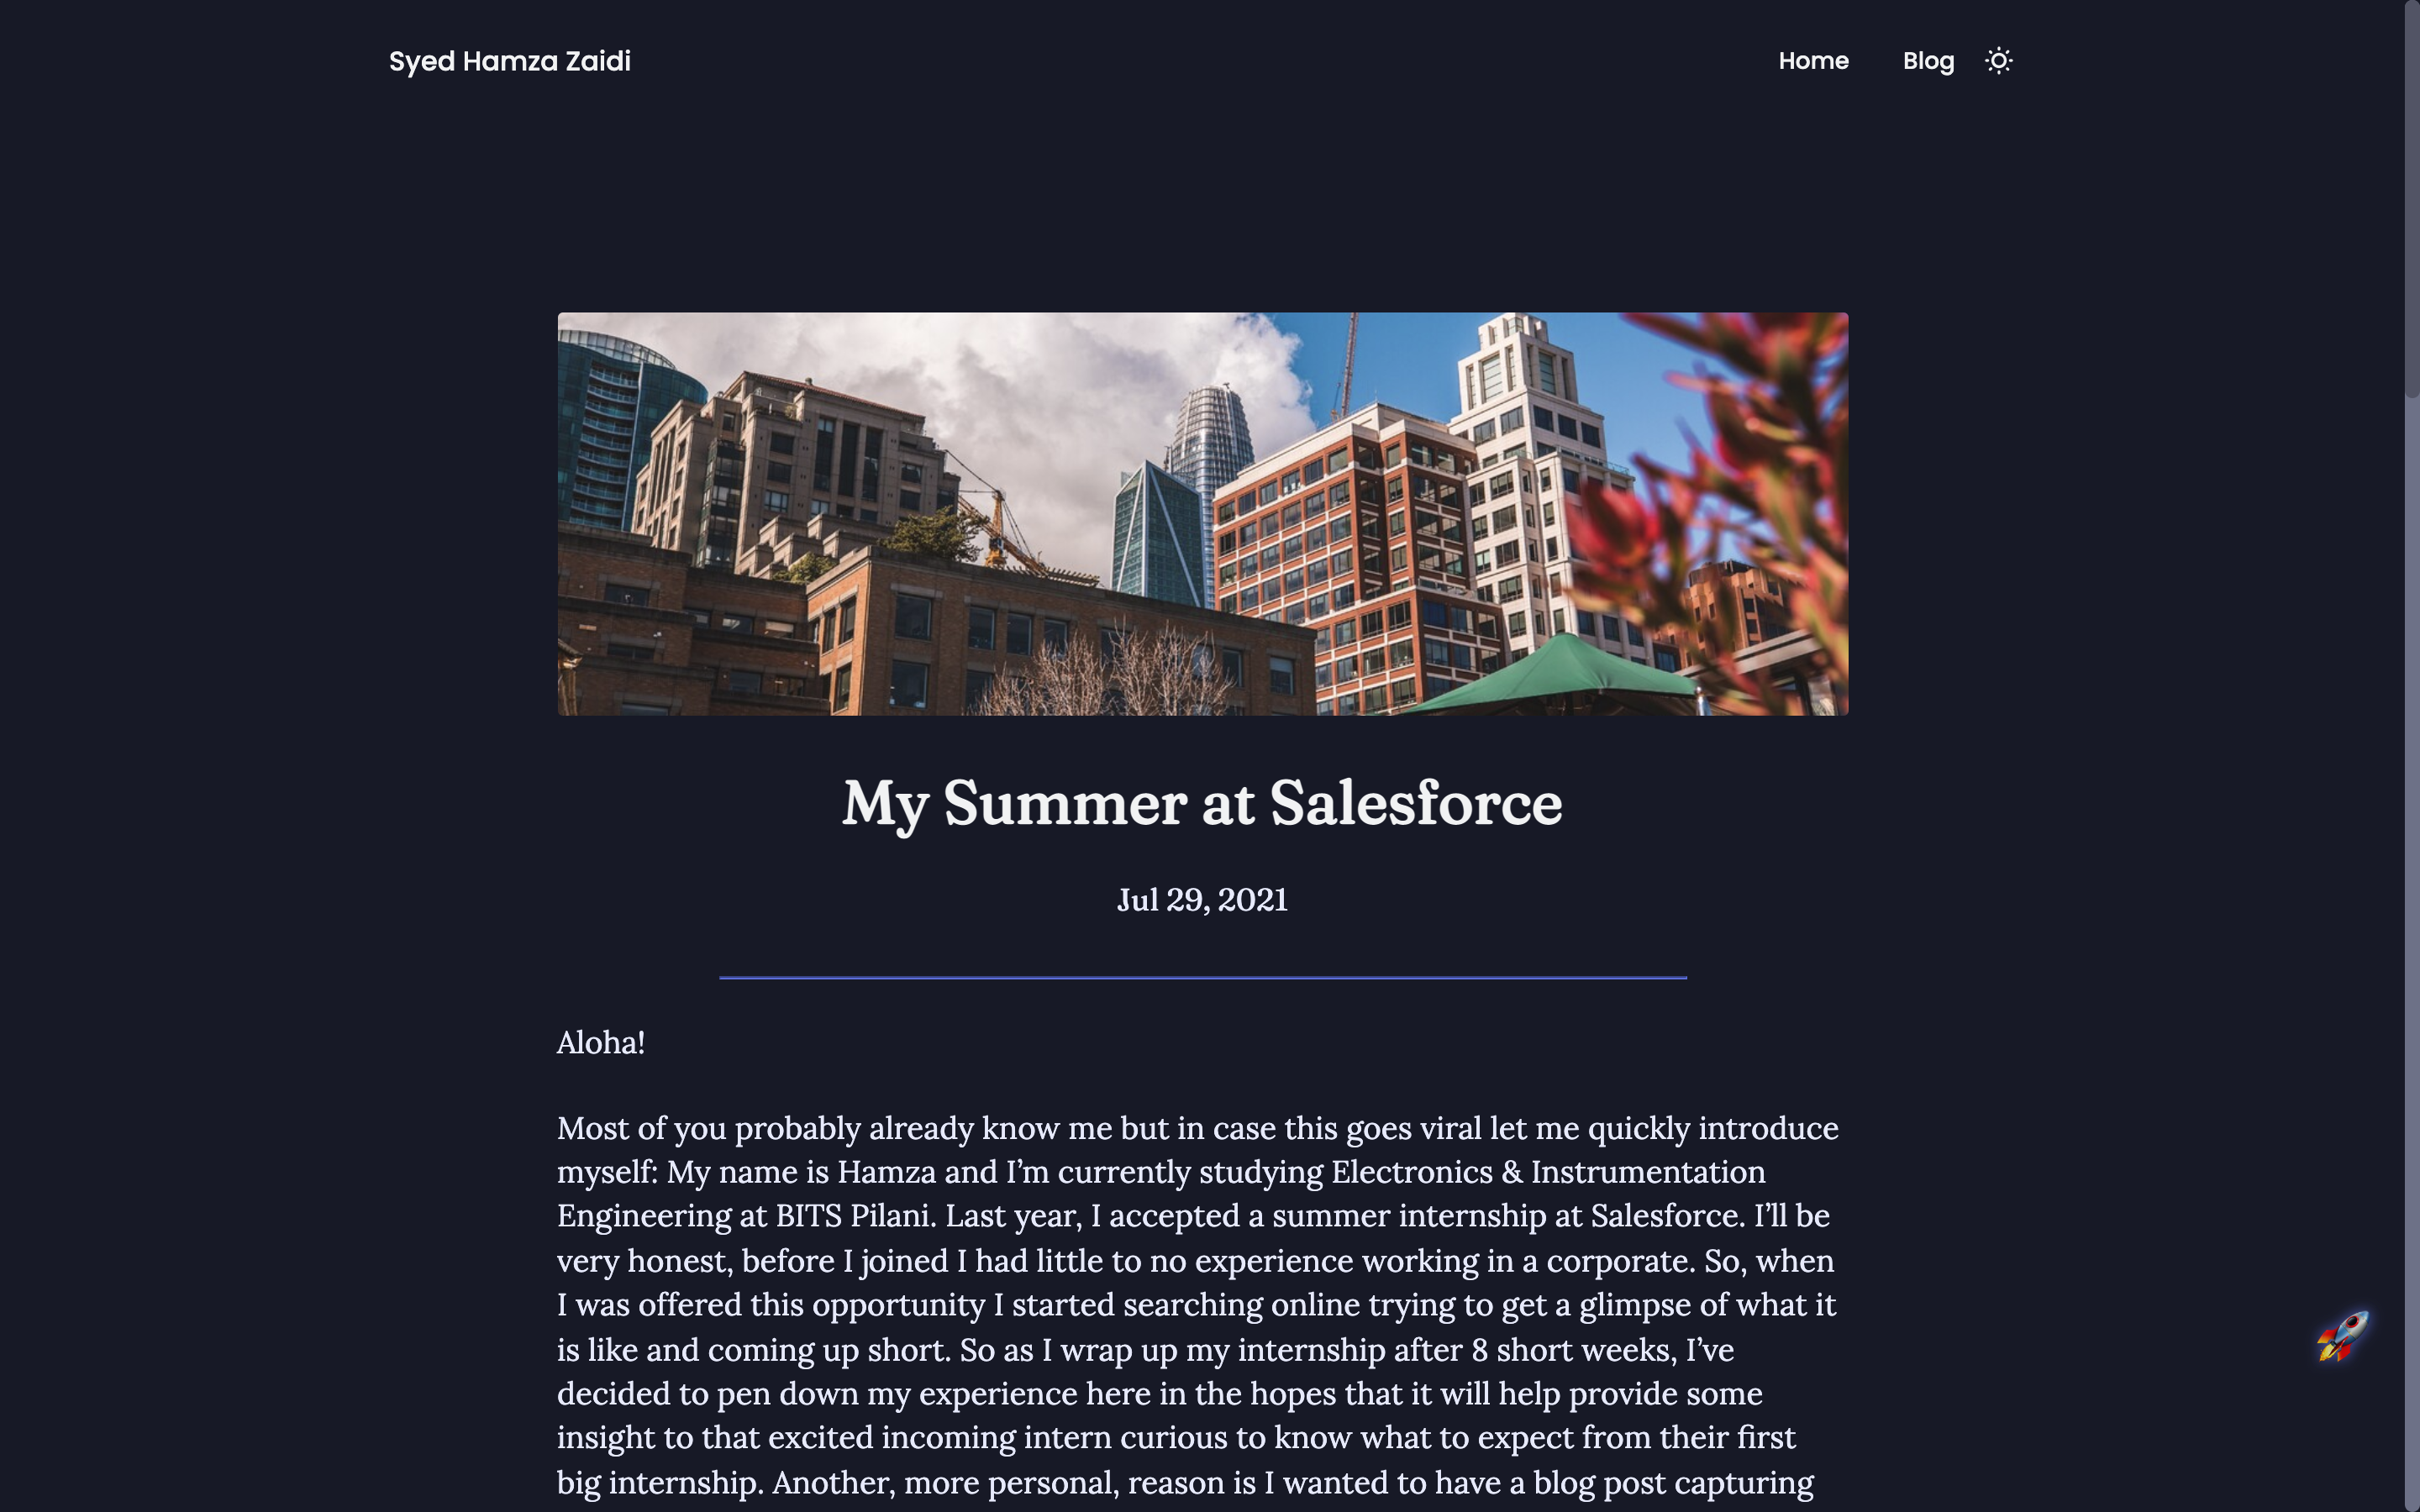 Syed Hamza Zaidi
Home
Blog
My Summer at Salesforce
Jul 29, 2021
Aloha!
Most of you probably already know me but in case this goes viral let me quickly introduce
myself: My name is Hamza and I’m currently studying Electronics & Instrumentation
Engineering at BITS Pilani. Last year, I accepted a summer internship at Salesforce. I’ll be
very honest, before I joined I had little to no experience working in a corporate. So, when
I was offered this opportunity I started searching online trying to get a glimpse of what it
is like and coming up short. So as I wrap up my internship after 8 short weeks, I’ve
decided to pen down my experience here in the hopes that it will help provide some
insight to that excited incoming intern curious to know what to expect from their first
big internship. Another, more personal, reason is I wanted to have a blog post capturing